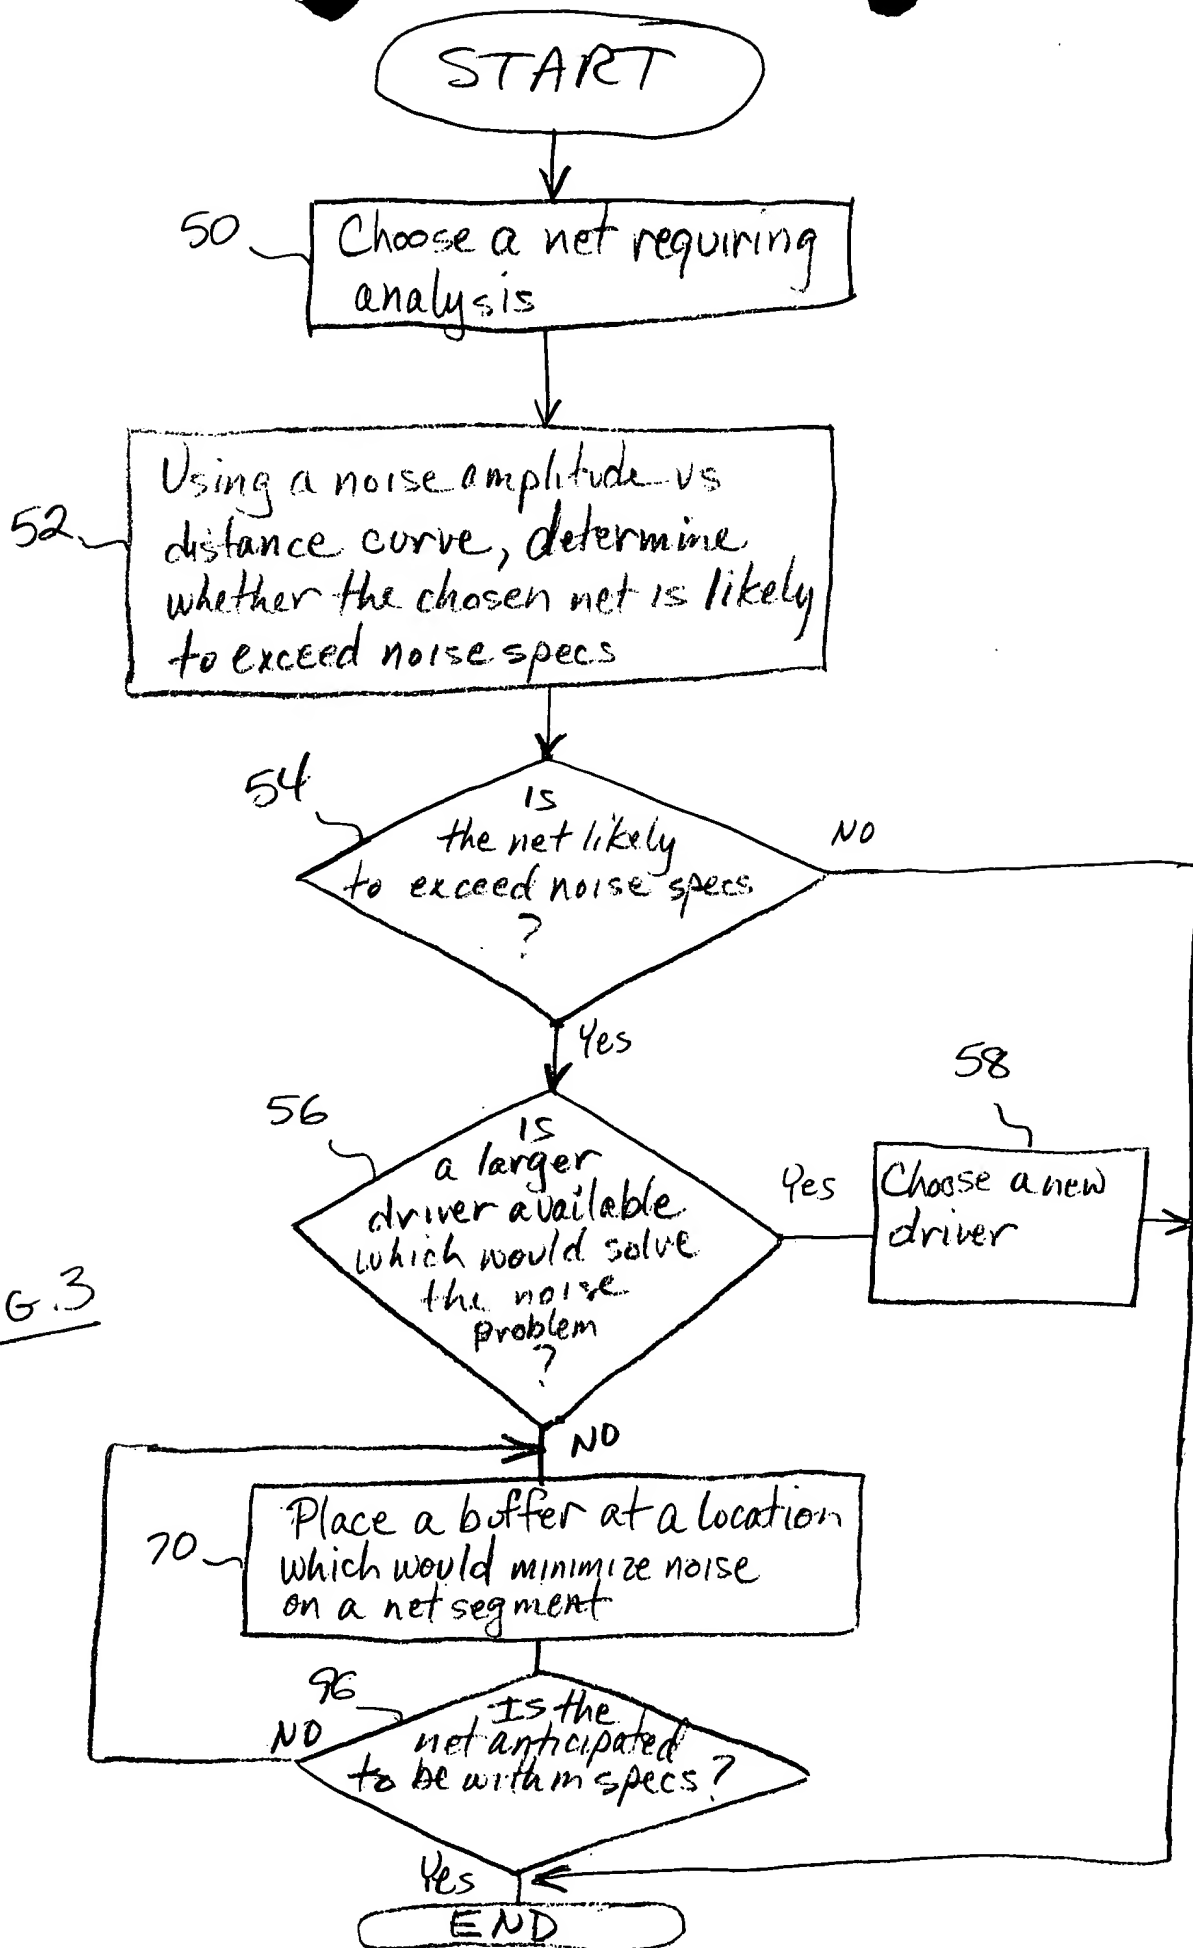 START
50
Choose a net requiring
analysis
52
Using a noise amplitude vs
distance curve, determine
whether the chosen net is likely
to exceed noise specs
54
is
the net likely
to exceed noise specs
?
NO
Yes
56
is
a larger
driver available
which would solve
the noise
problem
?
Yes
58
Choose a new
driver
G.3
NO
70
Place a buffer at a location
which would minimize noise
on a net segment
96
Is the
net anticipated
to be within specs?
NO
Yes
END